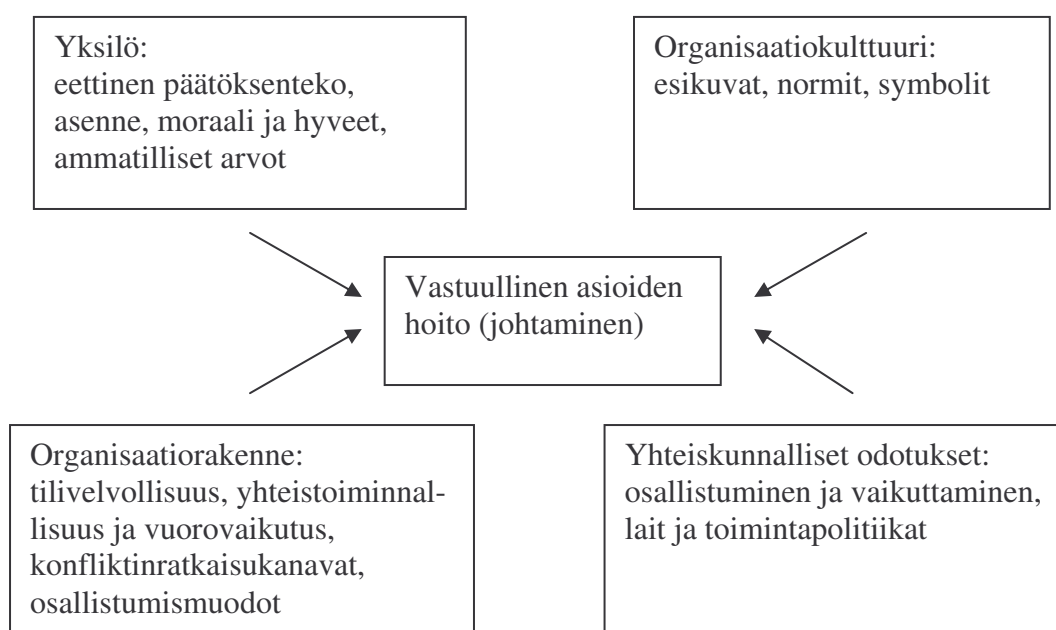 Yksilö:
eettinen päätöksenteko,
asenne, moraali ja hyveet,
ammatilliset arvot
Organisaatiokulttuuri:
esikuvat, normit, symbolit
Vastuullinen asioiden
hoito (johtaminen)
Organisaatiorakenne:
tilivelvollisuus, yhteistoiminnal-
lisuus ja vuorovaikutus,
konfliktinratkaisukanavat,
osallistumismuodot
Yhteiskunnalliset odotukset:
osallistuminen ja vaikuttaminen,
lait ja toimintapolitiikat